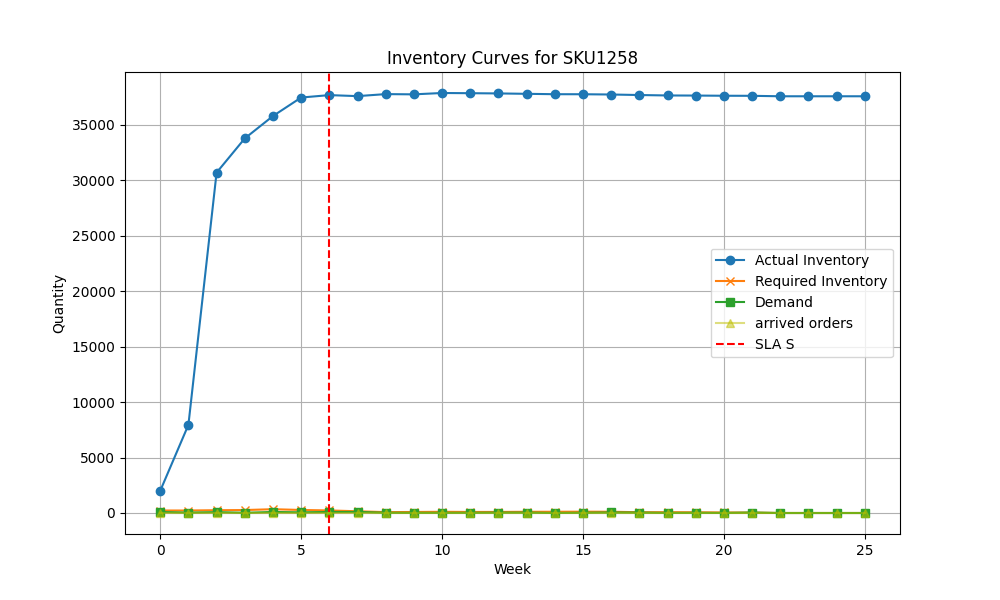 Inventory Curves for SKU1258
Quantity
35000
30000
25000
20000
15000
10000
5000
0
Actual Inventory
Required Inventory
Demand
arrived orders
SLA S
0 5 10 15 20 25
Week